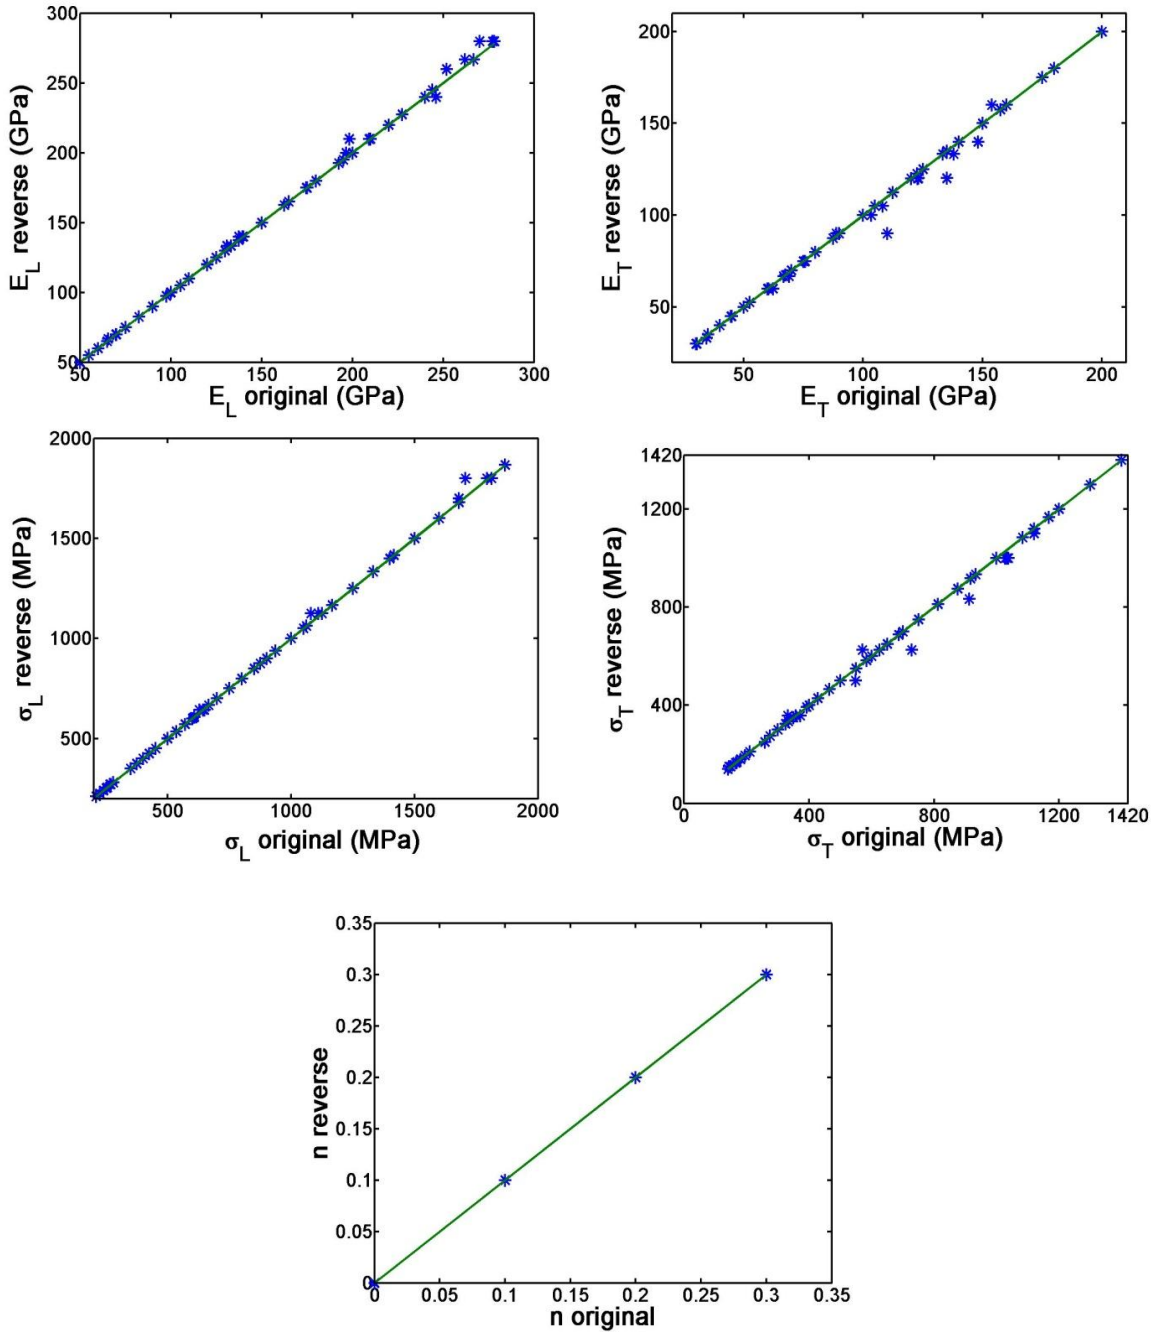 300
250
200
150
100
50
50 100 150 200 250 300
E_L reverse (GPa)
E_L original (GPa)
200
150
100
50
50 100 150 200
E_T reverse (GPa)
E_T original (GPa)
2000
1500
1000
500
500 1000 1500 2000
σ_L reverse (MPa)
σ_L original (MPa)
1420
1200
800
400
0
0 400 800 1200 1420
σ_T reverse (MPa)
σ_T original (MPa)
0.35
0.3
0.25
0.2
0.15
0.1
0.05
0
0 0.05 0.1 0.15 0.2 0.25 0.3 0.35
n reverse
n original